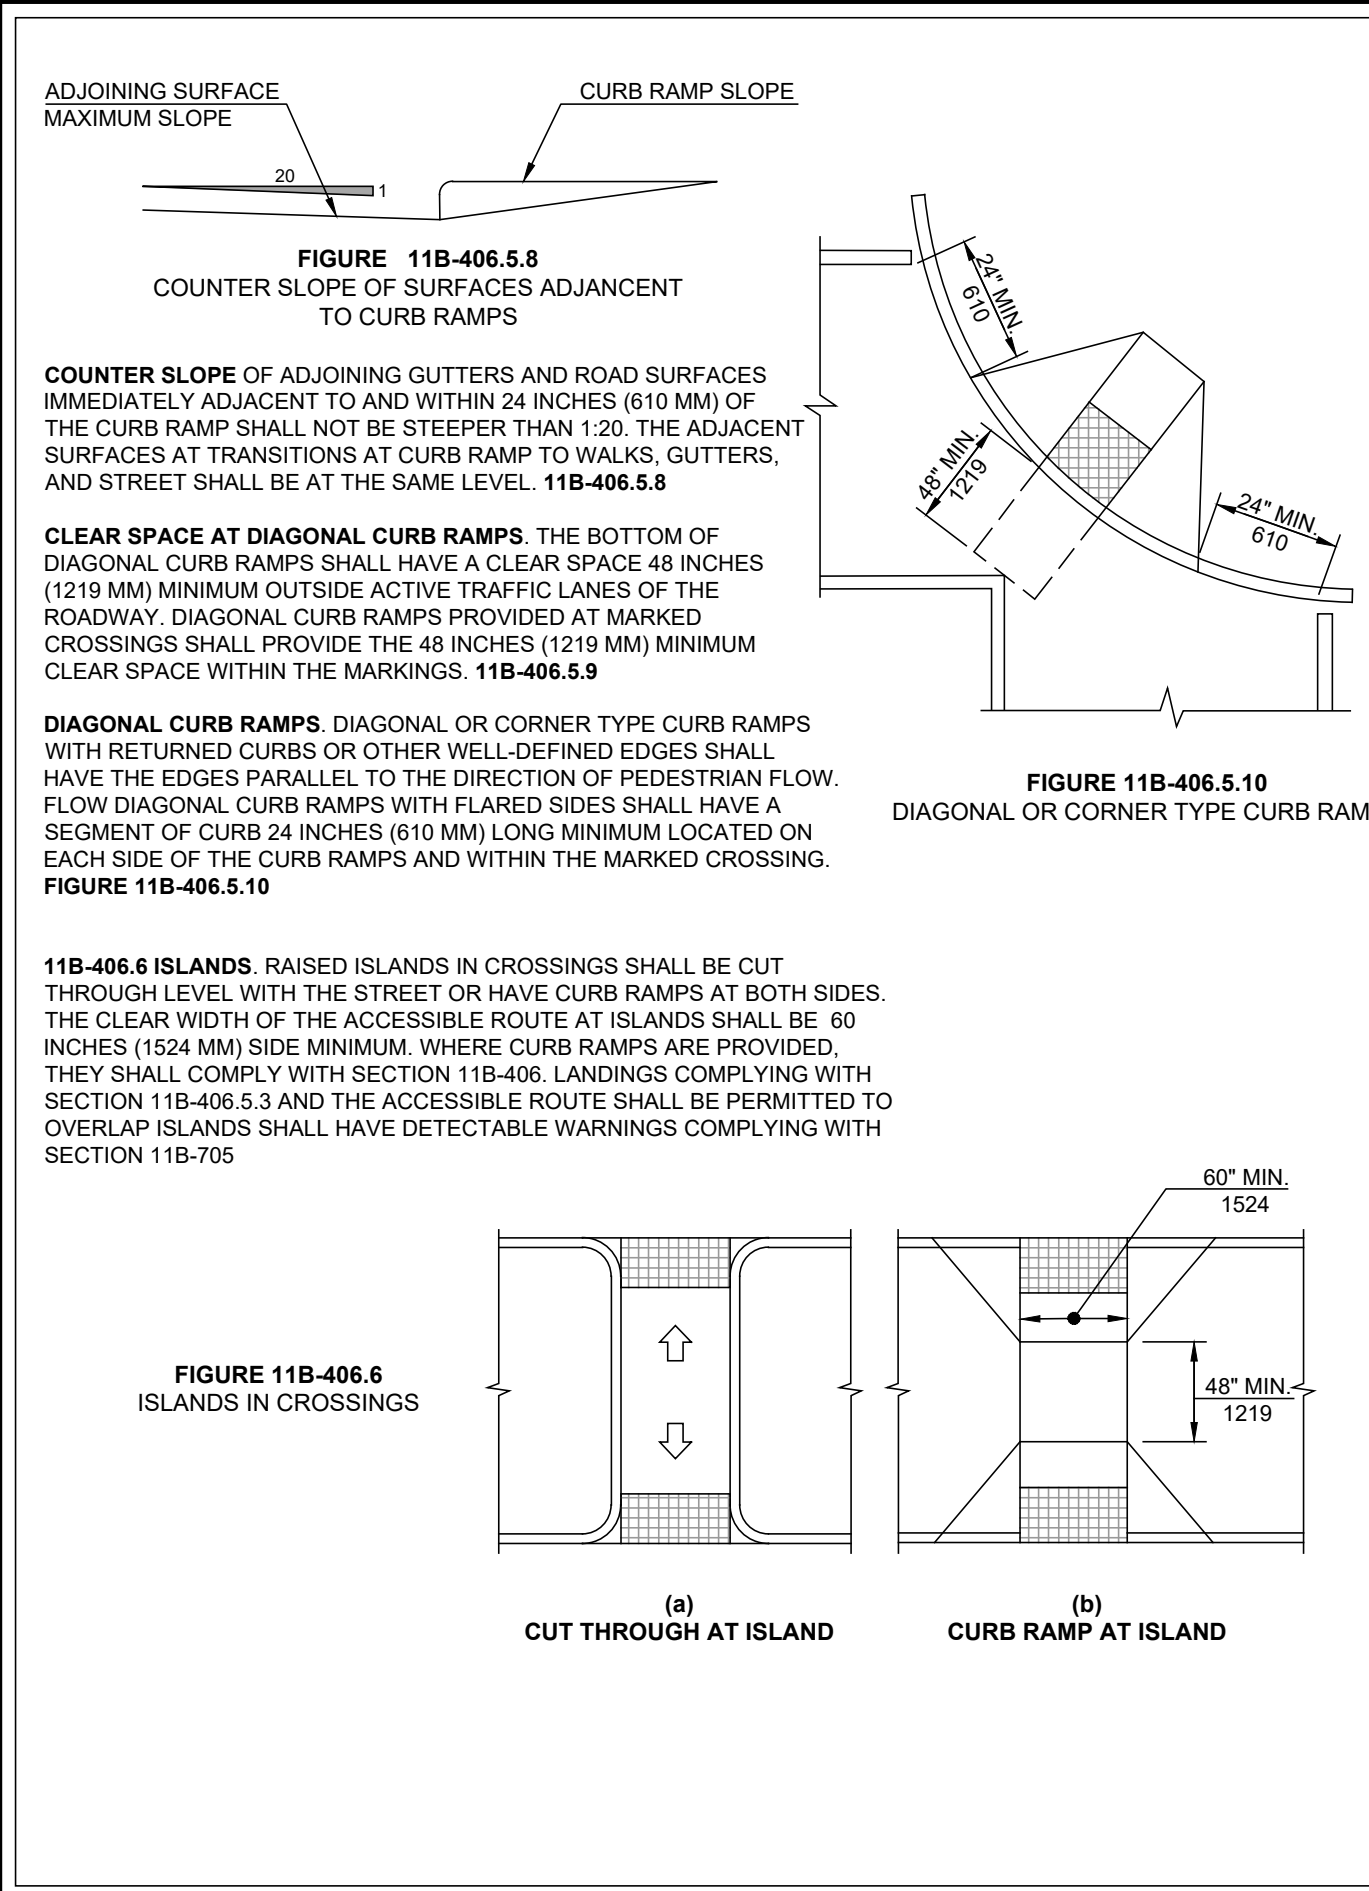 ADJOINING SURFACE
MAXIMUM SLOPE
CURB RAMP SLOPE
20
1
FIGURE 11B-406.5.8
COUNTER SLOPE OF SURFACES ADJANCENT
TO CURB RAMPS
COUNTER SLOPE OF ADJOINING GUTTERS AND ROAD SURFACES
IMMEDIATELY ADJACENT TO AND WITHIN 24 INCHES (610 MM) OF
THE CURB RAMP SHALL NOT BE STEEPER THAN 1:20. THE ADJACENT
SURFACES AT TRANSITIONS AT CURB RAMP TO WALKS, GUTTERS,
AND STREET SHALL BE AT THE SAME LEVEL. 11B-406.5.8
CLEAR SPACE AT DIAGONAL CURB RAMPS. THE BOTTOM OF
DIAGONAL CURB RAMPS SHALL HAVE A CLEAR SPACE 48 INCHES
(1219 MM) MINIMUM OUTSIDE ACTIVE TRAFFIC LANES OF THE
ROADWAY. DIAGONAL CURB RAMPS PROVIDED AT MARKED
CROSSINGS SHALL PROVIDE THE 48 INCHES (1219 MM) MINIMUM
CLEAR SPACE WITHIN THE MARKINGS. 11B-406.5.9
DIAGONAL CURB RAMPS. DIAGONAL OR CORNER TYPE CURB RAMPS
WITH RETURNED CURBS OR OTHER WELL-DEFINED EDGES SHALL
HAVE THE EDGES PARALLEL TO THE DIRECTION OF PEDESTRIAN FLOW.
FLOW DIAGONAL CURB RAMPS WITH FLARED SIDES SHALL HAVE A
SEGMENT OF CURB 24 INCHES (610 MM) LONG MINIMUM LOCATED ON
EACH SIDE OF THE CURB RAMPS AND WITHIN THE MARKED CROSSING.
FIGURE 11B-406.5.10
24" MIN.
610
48" MIN.
1219
24" MIN.
610
FIGURE 11B-406.5.10
DIAGONAL OR CORNER TYPE CURB RAM
11B-406.6 ISLANDS. RAISED ISLANDS IN CROSSINGS SHALL BE CUT
THROUGH LEVEL WITH THE STREET OR HAVE CURB RAMPS AT BOTH SIDES.
THE CLEAR WIDTH OF THE ACCESSIBLE ROUTE AT ISLANDS SHALL BE 60
INCHES (1524 MM) SIDE MINIMUM. WHERE CURB RAMPS ARE PROVIDED,
THEY SHALL COMPLY WITH SECTION 11B-406. LANDINGS COMPLYING WITH
SECTION 11B-406.5.3 AND THE ACCESSIBLE ROUTE SHALL BE PERMITTED TO
OVERLAP ISLANDS SHALL HAVE DETECTABLE WARNINGS COMPLYING WITH
SECTION 11B-705
60" MIN.
1524
48" MIN.
1219
FIGURE 11B-406.6
ISLANDS IN CROSSINGS
(a)
CUT THROUGH AT ISLAND
(b)
CURB RAMP AT ISLAND